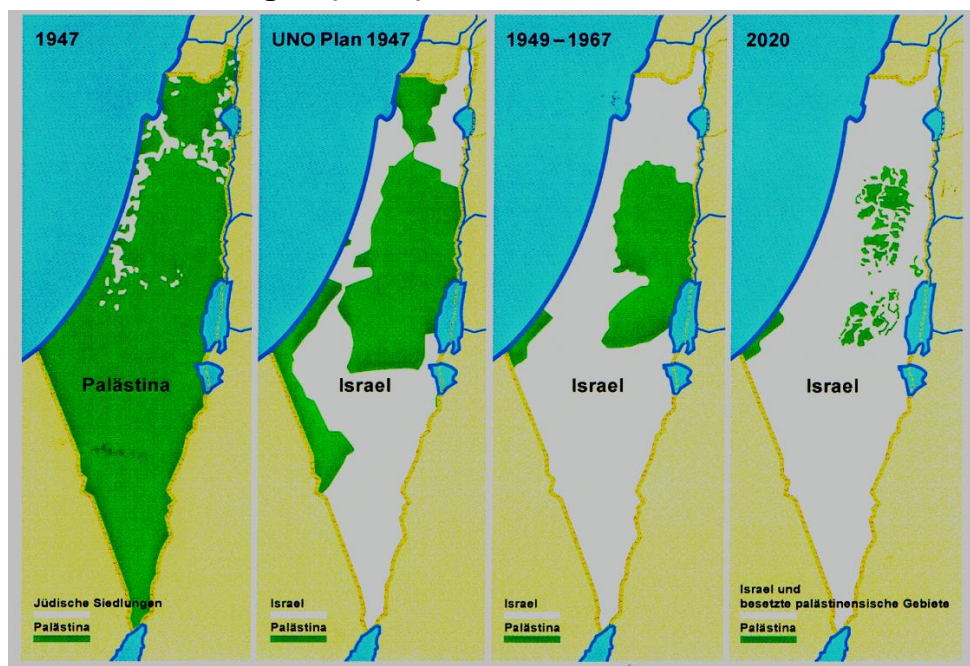 1947
Palästina
Jüdische Siedlungen
Palästina
UNO Plan 1947
Israel
Israel
Palästina
1949 – 1967
Israel
Israel
Palästina
2020
Israel
Israel und
besetzte palästinensische Gebiete
Palästina